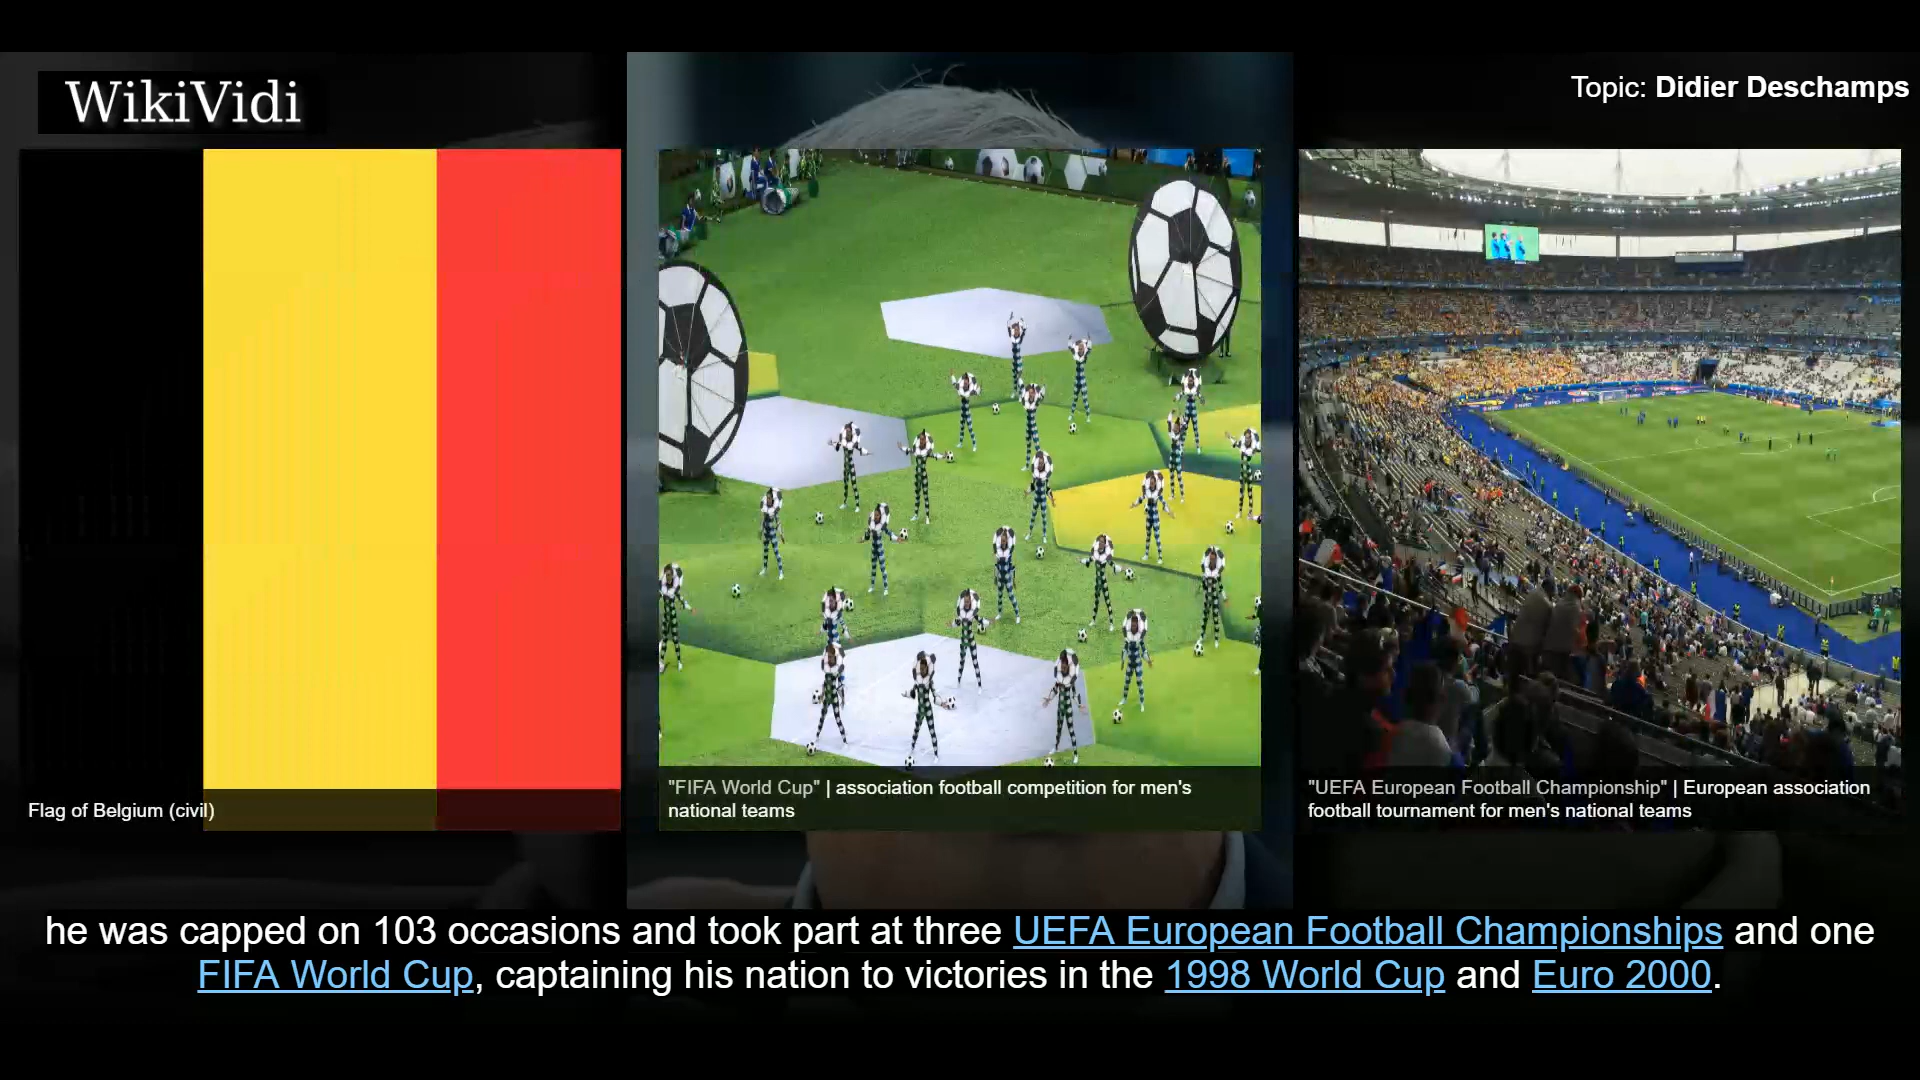 WikiVidi
Topic: Didier Deschamps
Flag of Belgium (civil)
"FIFA World Cup" | association football competition for men's
national teams
"UEFA European Football Championship" | European association
football tournament for men's national teams
he was capped on 103 occasions and took part at three UEFA European Football Championships and one
FIFA World Cup, captaining his nation to victories in the 1998 World Cup and Euro 2000.